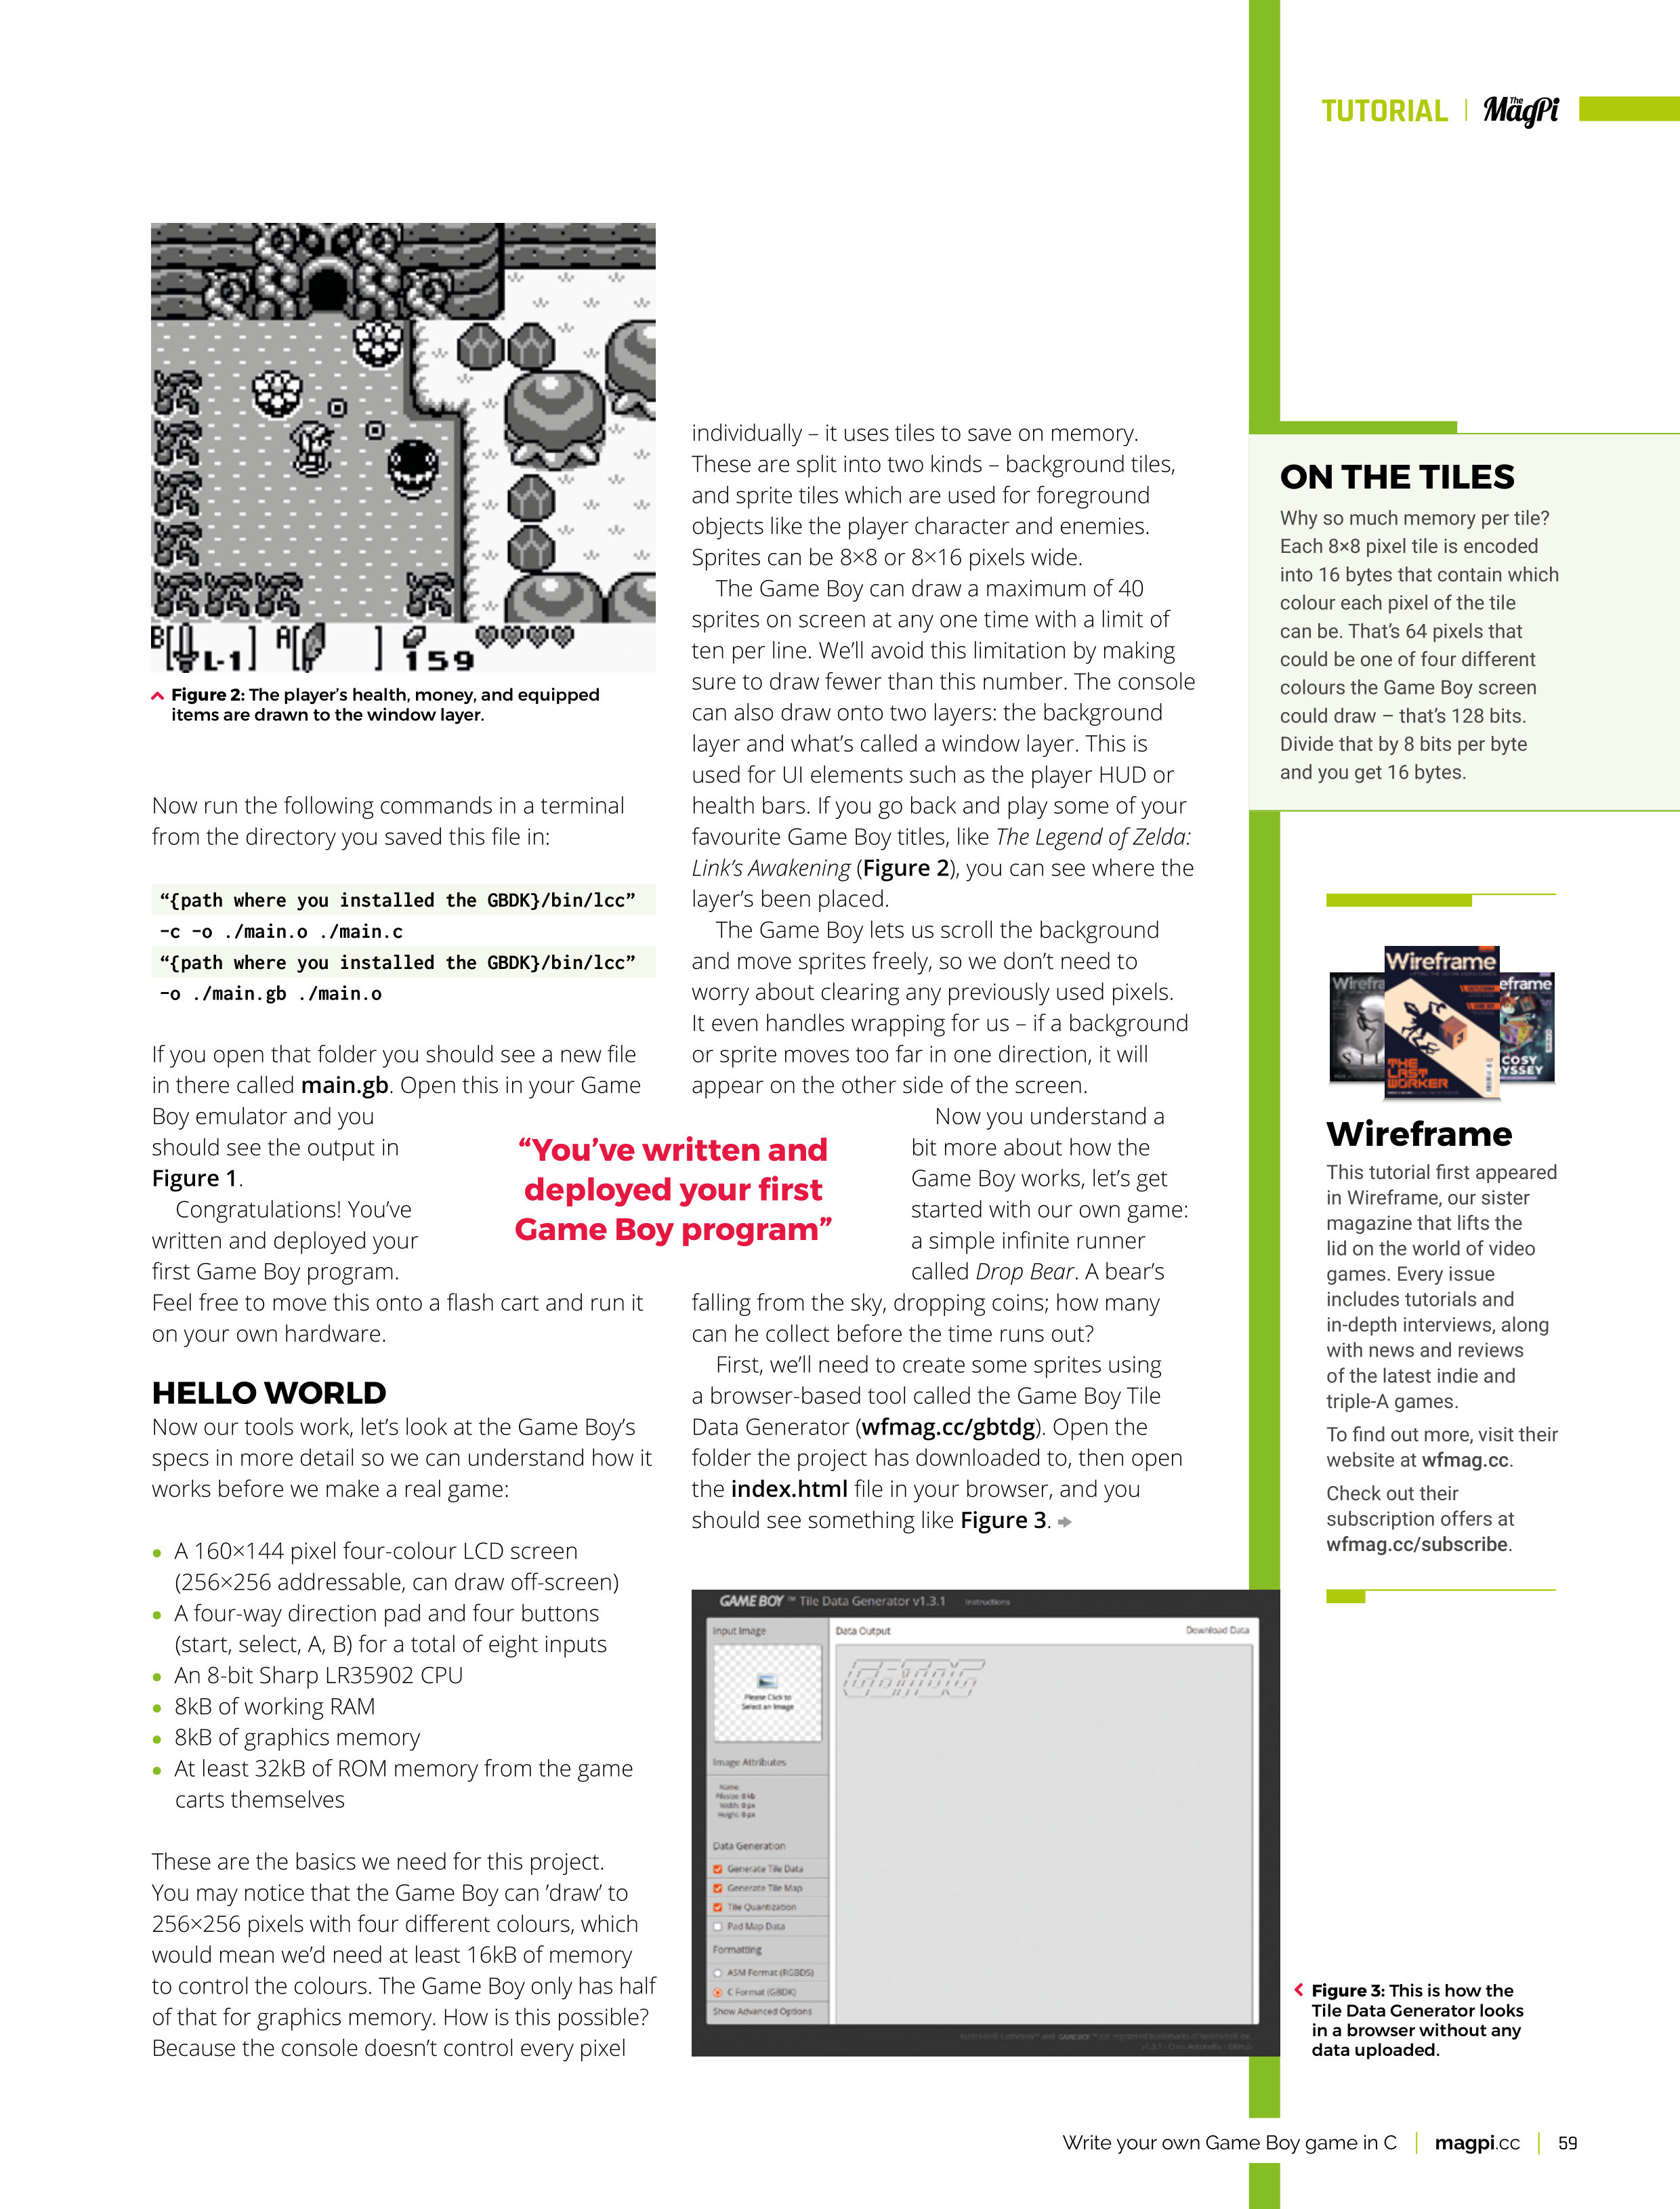 TUTORIAL
The MagPi
B
L-1
A
159
Figure 2: The player's health, money, and equipped
items are drawn to the window layer.
Now run the following commands in a terminal
from the directory you saved this file in:
“{path where you installed the GBDK}/bin/lcc”
-c -o ./main.o ./main.c
“{path where you installed the GBDK}/bin/lcc”
-o ./main.gb ./main.o
If you open that folder you should see a new file
in there called main.gb. Open this in your Game
Boy emulator and you
should see the output in
Figure 1.
Congratulations! You’ve
written and deployed your
first Game Boy program.
Feel free to move this onto a flash cart and run it
on your own hardware.
HELLO WORLD
Now our tools work, let’s look at the Game Boy’s
specs in more detail so we can understand how it
works before we make a real game:
• A 160×144 pixel four-colour LCD screen
(256×256 addressable, can draw off-screen)
• A four-way direction pad and four buttons
(start, select, A, B) for a total of eight inputs
• An 8-bit Sharp LR35902 CPU
• 8kB of working RAM
• 8kB of graphics memory
• At least 32kB of ROM memory from the game
carts themselves
These are the basics we need for this project.
You may notice that the Game Boy can ’draw’ to
256×256 pixels with four different colours, which
would mean we’d need at least 16kB of memory
to control the colours. The Game Boy only has half
of that for graphics memory. How is this possible?
Because the console doesn’t control every pixel
“You’ve written and
deployed your first
Game Boy program”
individually – it uses tiles to save on memory.
These are split into two kinds – background tiles,
and sprite tiles which are used for foreground
objects like the player character and enemies.
Sprites can be 8×8 or 8×16 pixels wide.
The Game Boy can draw a maximum of 40
sprites on screen at any one time with a limit of
ten per line. We’ll avoid this limitation by making
sure to draw fewer than this number. The console
can also draw onto two layers: the background
layer and what’s called a window layer. This is
used for UI elements such as the player HUD or
health bars. If you go back and play some of your
favourite Game Boy titles, like The Legend of Zelda:
Link’s Awakening (Figure 2), you can see where the
layer’s been placed.
The Game Boy lets us scroll the background
and move sprites freely, so we don’t need to
worry about clearing any previously used pixels.
It even handles wrapping for us – if a background
or sprite moves too far in one direction, it will
appear on the other side of the screen.
Now you understand a
bit more about how the
Game Boy works, let’s get
started with our own game:
a simple infinite runner
called Drop Bear. A bear’s
falling from the sky, dropping coins; how many
can he collect before the time runs out?
First, we’ll need to create some sprites using
a browser-based tool called the Game Boy Tile
Data Generator (wfmag.cc/gbtdg). Open the
folder the project has downloaded to, then open
the index.html file in your browser, and you
should see something like Figure 3.
GAME BOY ™ Tile Data Generator v1.3.1 Instructions
Input Image
Please Click to
Select an Image
Image Attributes
Name:
Filesize: 0 kb
Width: 0 px
Height: 0 px
Data Generation
Generate Tile Data
Generate Tile Map
Tile Quantization
Pad Map Data
Formatting
ASM Format (RGBDS)
C Format (GBDK)
Show Advanced Options
Data Output
Download Data
Figure 3: This is how the
Tile Data Generator looks
in a browser without any
data uploaded.
ON THE TILES
Why so much memory per tile?
Each 8×8 pixel tile is encoded
into 16 bytes that contain which
colour each pixel of the tile
can be. That’s 64 pixels that
could be one of four different
colours the Game Boy screen
could draw – that’s 128 bits.
Divide that by 8 bits per byte
and you get 16 bytes.
Wireframe
THE
LAST
WORKER
COSY
Wireframe
This tutorial first appeared
in Wireframe, our sister
magazine that lifts the
lid on the world of video
games. Every issue
includes tutorials and
in-depth interviews, along
with news and reviews
of the latest indie and
triple-A games.
To find out more, visit their
website at wfmag.cc.
Check out their
subscription offers at
wfmag.cc/subscribe.
Write your own Game Boy game in C
magpi.cc
59